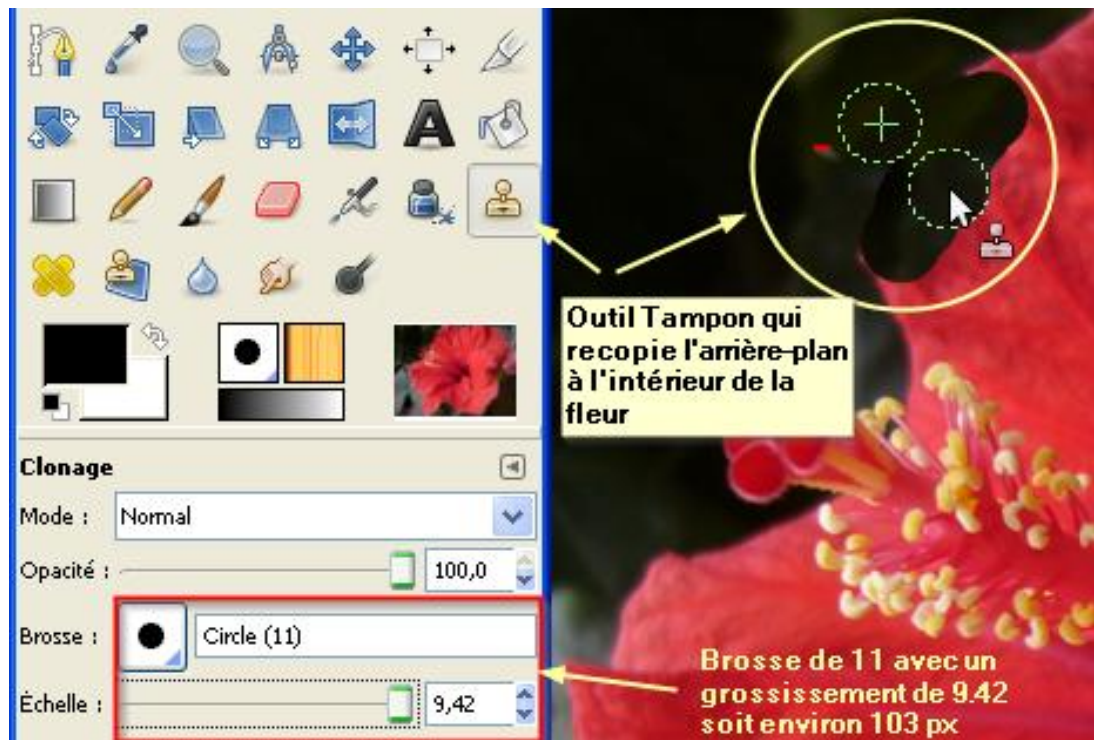 Outil Tampon qui
recopie l'arrière-plan
à l'intérieur de la
fleur
Clonage
Mode :
Normal
Opacité :
100,0
Brosse :
Circle (11)
Échelle :
9,42
Brosse de 11 avec un
grossissement de 9.42
soit environ 103 px